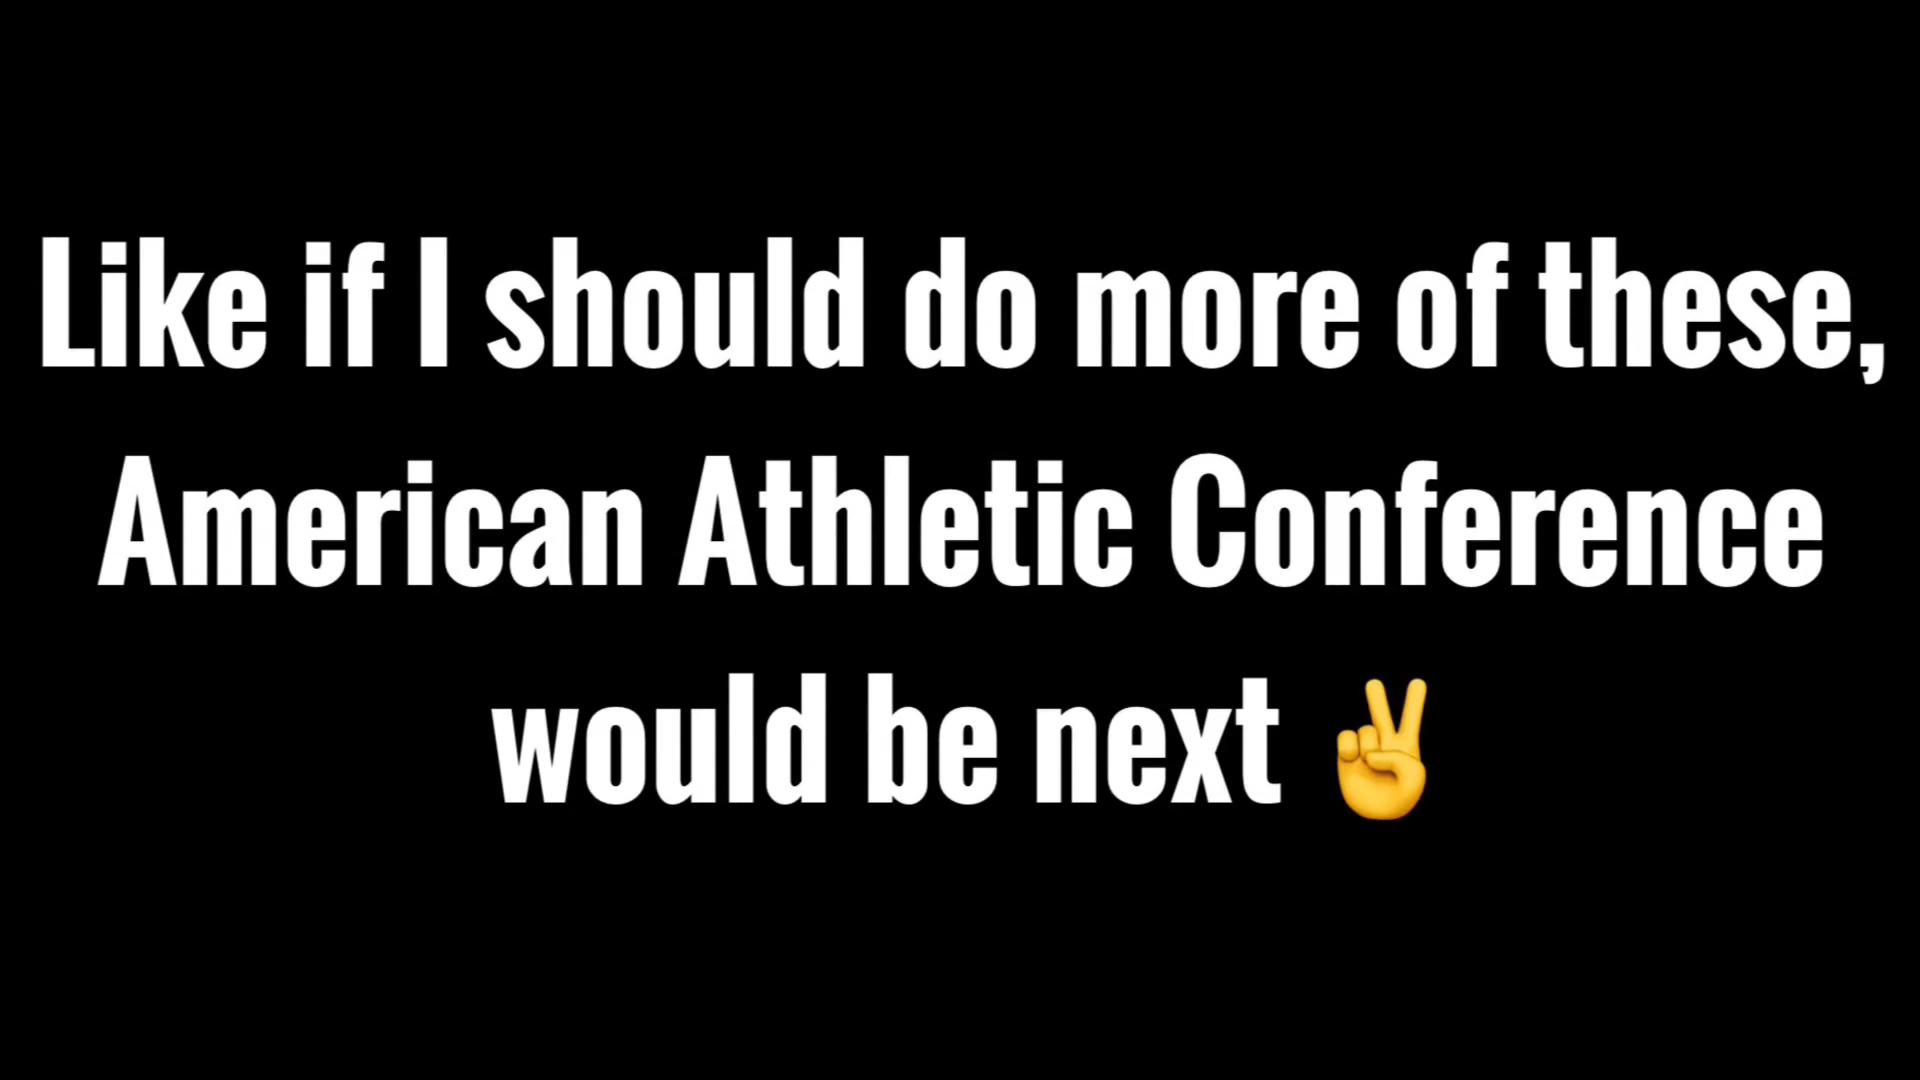 Like if I should do more of these,
American Athletic Conference
would be next ✌